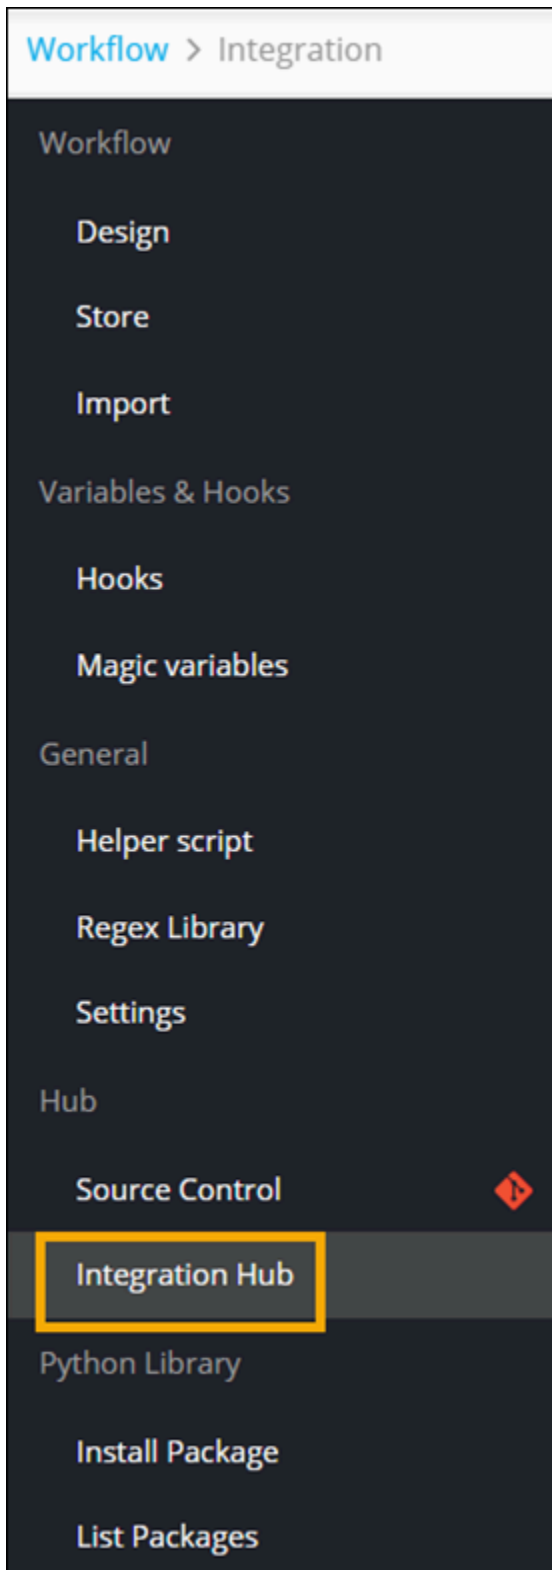 Workflow > Integration
Workflow
Design
Store
Import
Variables & Hooks
Hooks
Magic variables
General
Helper script
Regex Library
Settings
Hub
Source Control
Integration Hub
Python Library
Install Package
List Packages